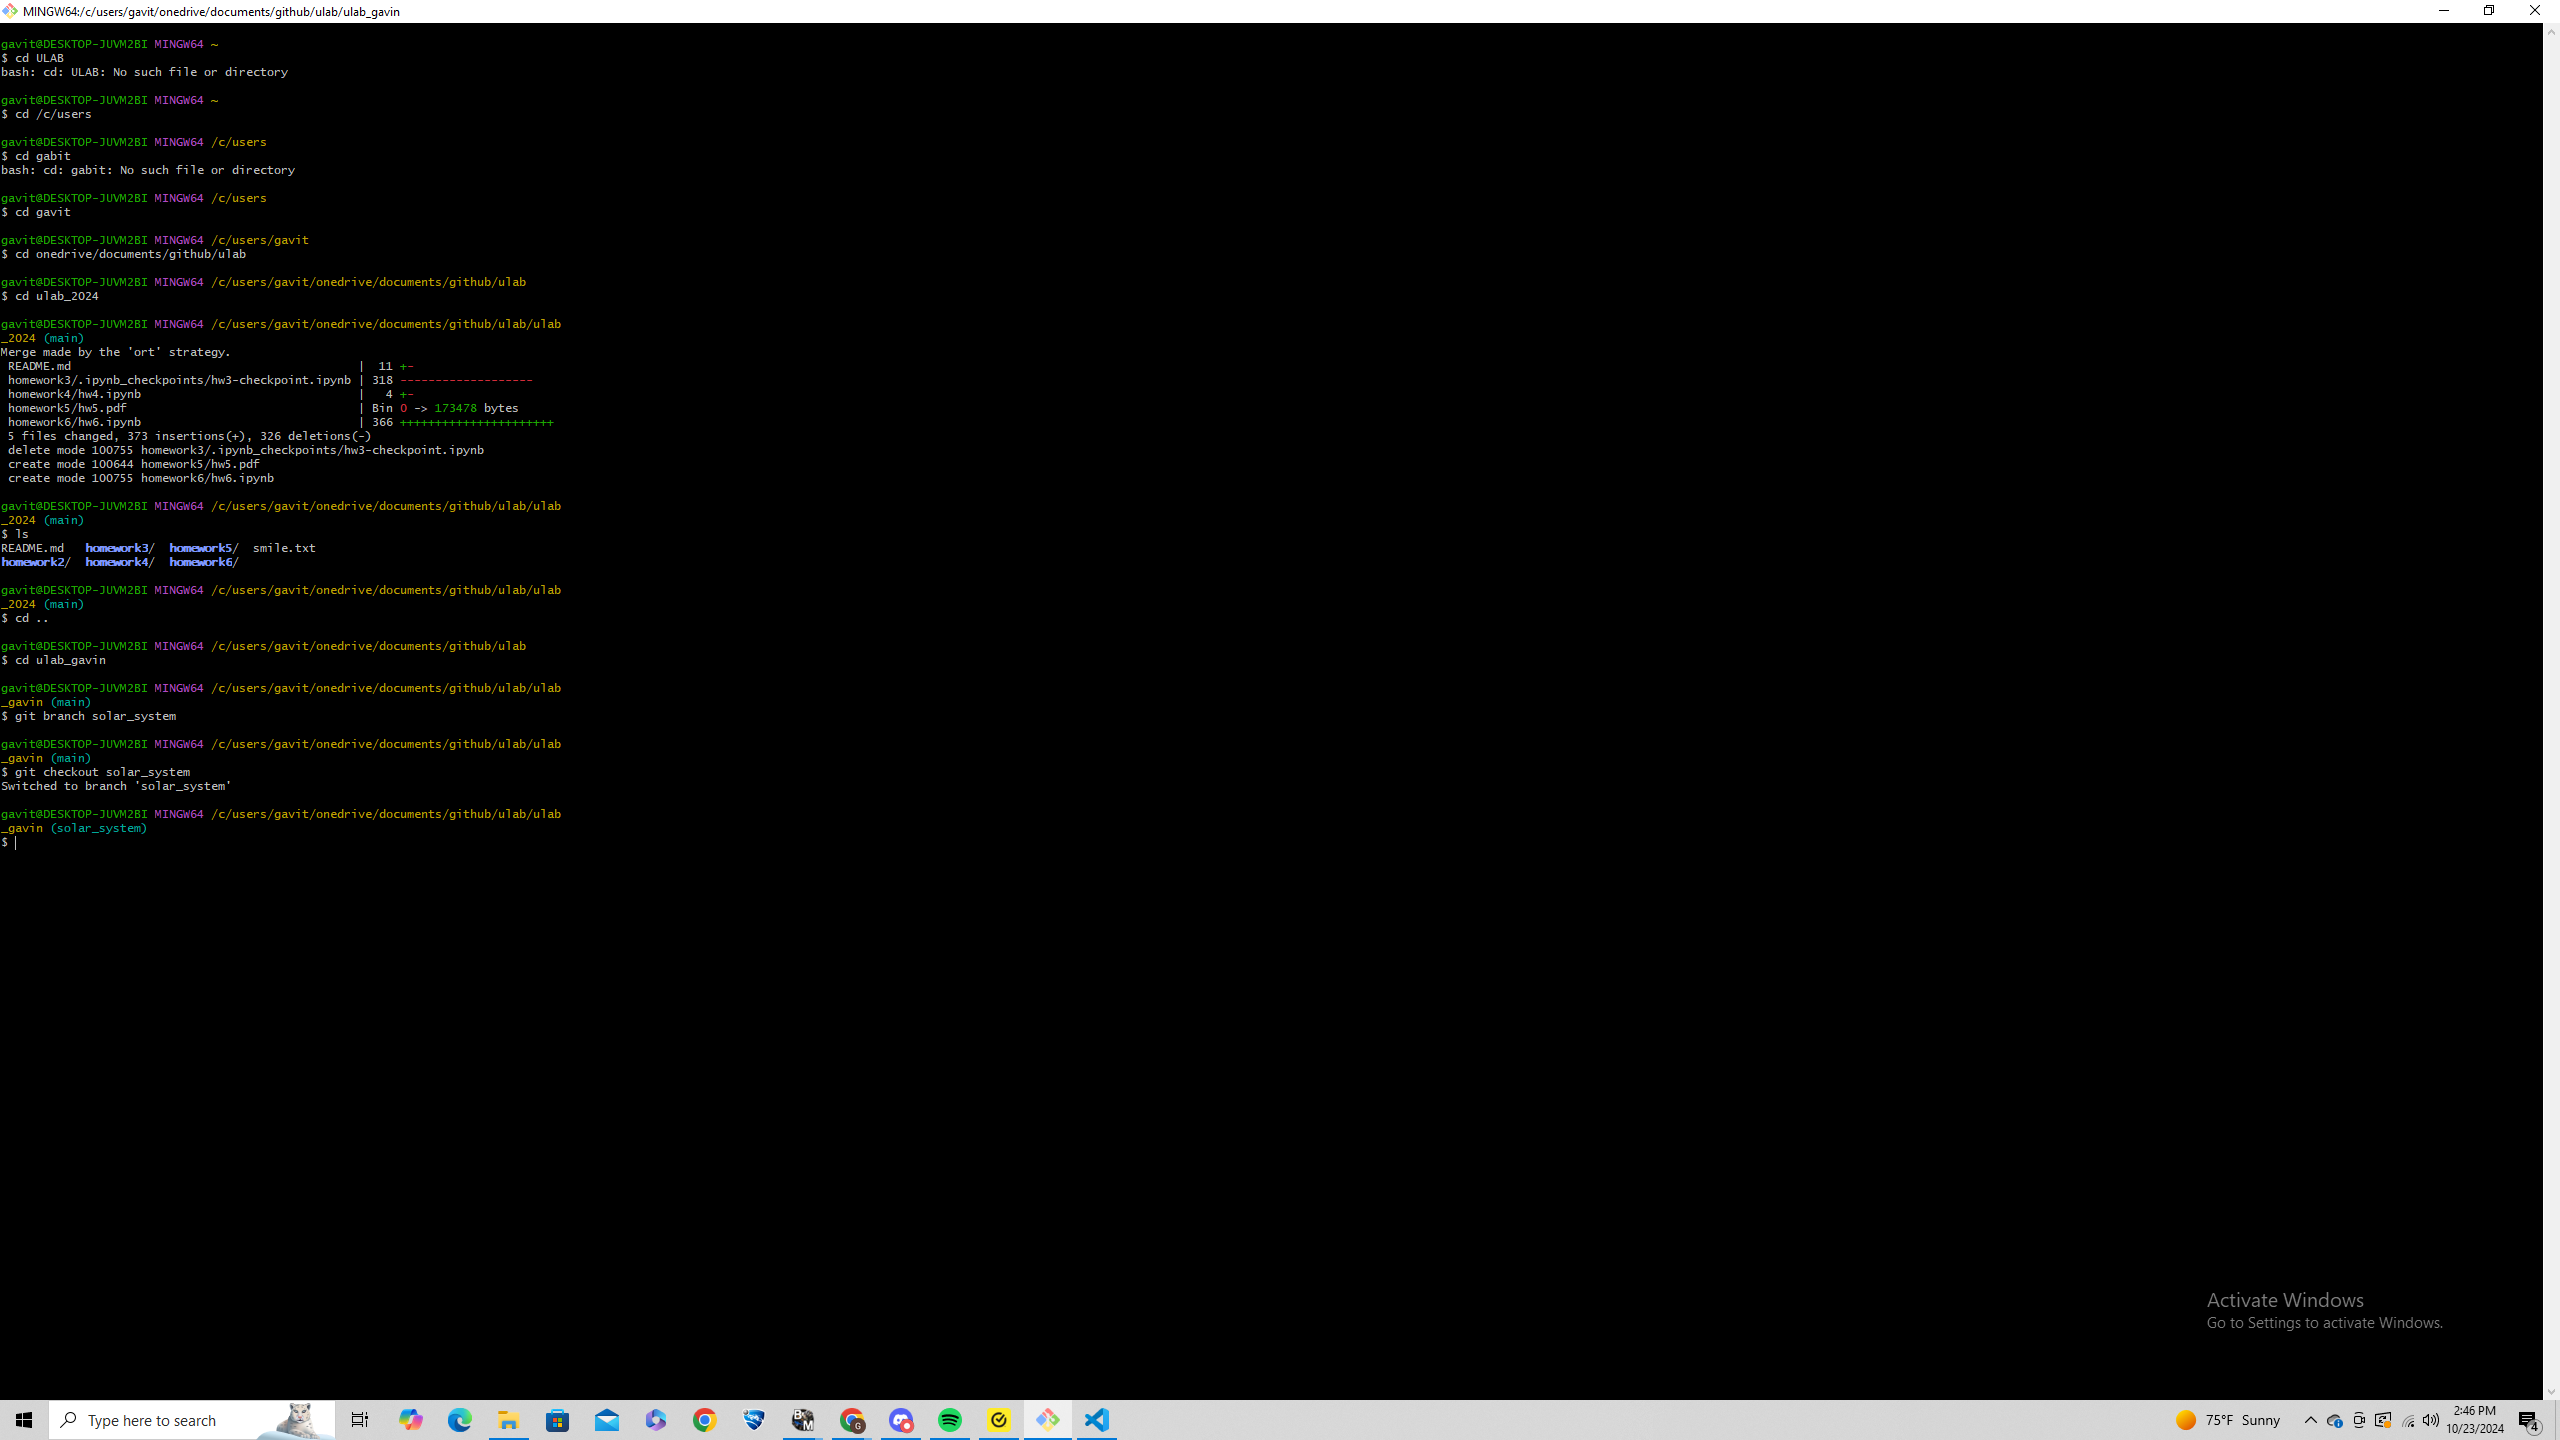 MINGW64:/c/users/gavit/onedrive/documents/github/ulab/ulab_gavin
gavit@DESKTOP-JUVM2BI MINGW64 ~
$ cd ULAB
bash: cd: ULAB: No such file or directory
gavit@DESKTOP-JUVM2BI MINGW64 ~
$ cd /c/users
gavit@DESKTOP-JUVM2BI MINGW64 /c/users
$ cd gabit
bash: cd: gabit: No such file or directory
gavit@DESKTOP-JUVM2BI MINGW64 /c/users
$ cd gavit
gavit@DESKTOP-JUVM2BI MINGW64 /c/users/gavit
$ cd onedrive/documents/github/ulab
gavit@DESKTOP-JUVM2BI MINGW64 /c/users/gavit/onedrive/documents/github/ulab
$ cd ulab_2024
gavit@DESKTOP-JUVM2BI MINGW64 /c/users/gavit/onedrive/documents/github/ulab/ulab
_2024 (main)
Merge made by the 'ort' strategy.
 README.md                                         |  11 +-
 homework3/.ipynb_checkpoints/hw3-checkpoint.ipynb | 318 -------------------
 homework4/hw4.ipynb                               |   4 +-
 homework5/hw5.pdf                                 | Bin 0 -> 173478 bytes
 homework6/hw6.ipynb                               | 366 ++++++++++++++++++++++
 5 files changed, 373 insertions(+), 326 deletions(-)
 delete mode 100755 homework3/.ipynb_checkpoints/hw3-checkpoint.ipynb
 create mode 100644 homework5/hw5.pdf
 create mode 100755 homework6/hw6.ipynb
gavit@DESKTOP-JUVM2BI MINGW64 /c/users/gavit/onedrive/documents/github/ulab/ulab
_2024 (main)
$ ls
README.md   homework3/  homework5/  smile.txt
homework2/  homework4/  homework6/
gavit@DESKTOP-JUVM2BI MINGW64 /c/users/gavit/onedrive/documents/github/ulab/ulab
_2024 (main)
$ cd ..
gavit@DESKTOP-JUVM2BI MINGW64 /c/users/gavit/onedrive/documents/github/ulab
$ cd ulab_gavin
gavit@DESKTOP-JUVM2BI MINGW64 /c/users/gavit/onedrive/documents/github/ulab/ulab
_gavin (main)
$ git branch solar_system
gavit@DESKTOP-JUVM2BI MINGW64 /c/users/gavit/onedrive/documents/github/ulab/ulab
_gavin (main)
$ git checkout solar_system
Switched to branch 'solar_system'
gavit@DESKTOP-JUVM2BI MINGW64 /c/users/gavit/onedrive/documents/github/ulab/ulab
_gavin (solar_system)
$
Activate Windows
Go to Settings to activate Windows.
Type here to search
B M
G
75°F Sunny
2:46 PM
10/23/2024
4